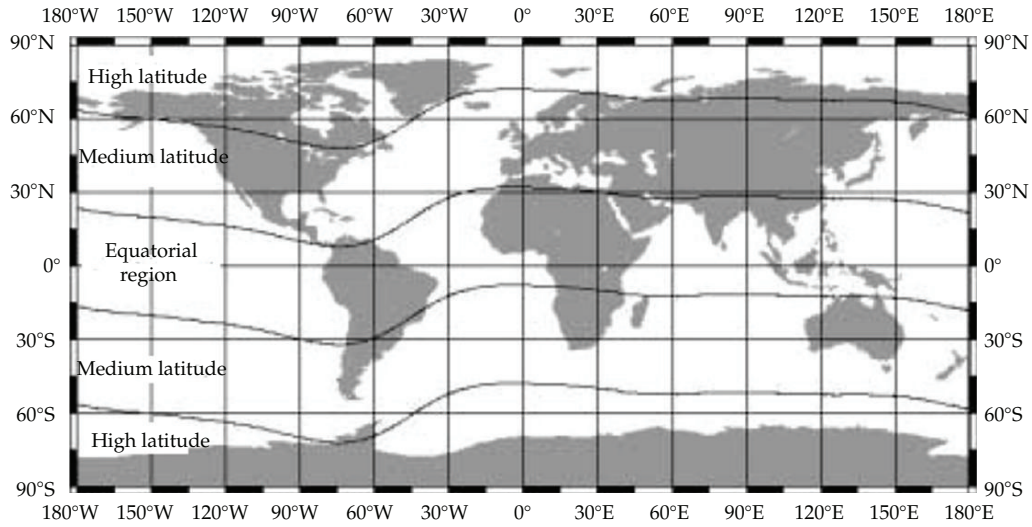 180°W 150°W 120°W 90°W 60°W 30°W 0° 30°E 60°E 90°E 120°E 150°E 180°E
90°N 90°N
High latitude
60°N 60°N
Medium latitude
30°N 30°N
Equatorial
region
0° 0°
30°S 30°S
Medium latitude
60°S 60°S
High latitude
90°S 90°S
180°W 150°W 120°W 90°W 60°W 30°W 0° 30°E 60°E 90°E 120°E 150°E 180°E